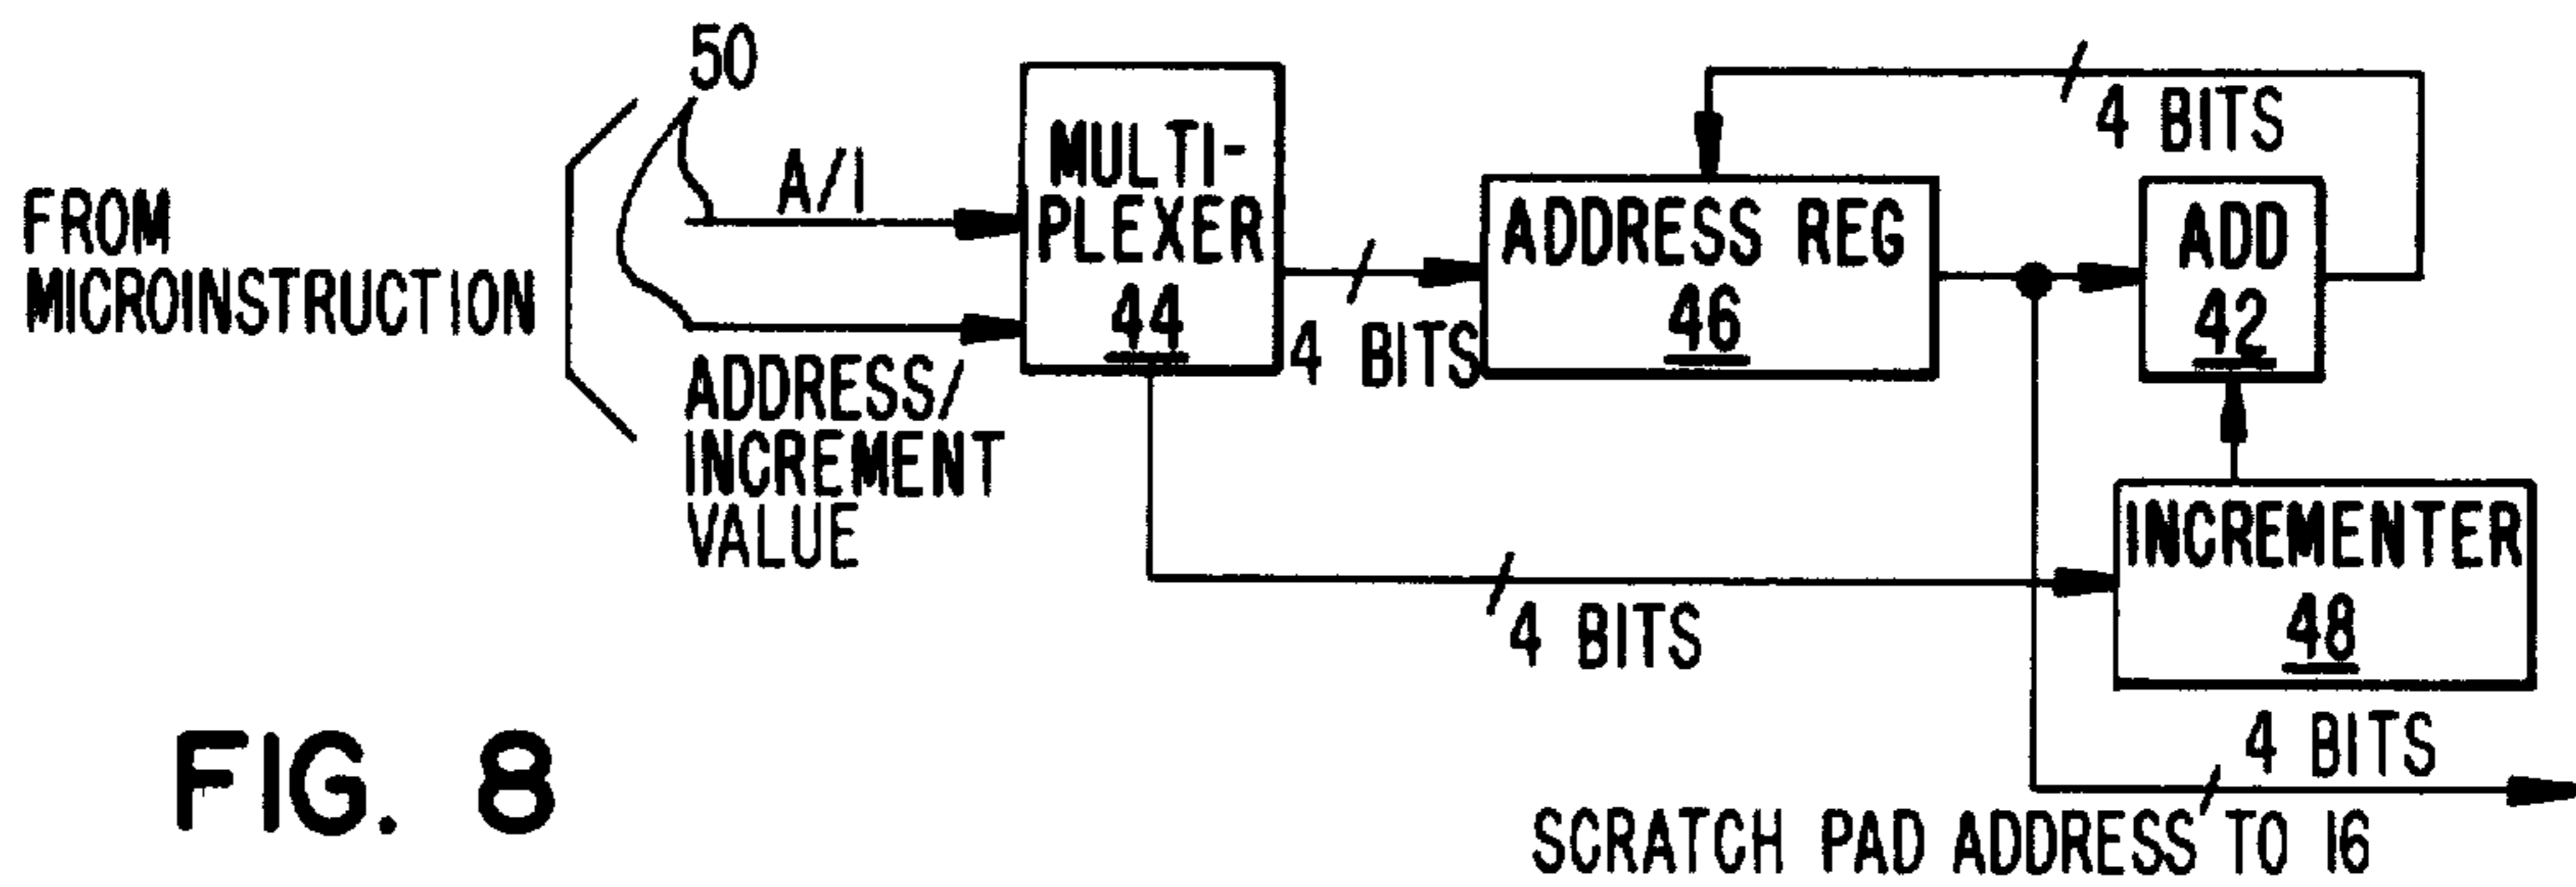 50
FROM
MICROINSTRUCTION
A/I
ADDRESS/
INCREMENT
VALUE
MULTI-
PLEXER
44
4 BITS
ADDRESS REG
46
4 BITS
ADD
42
INCREMENTER
48
4 BITS
4 BITS
SCRATCH PAD ADDRESS TO 16
FIG. 8